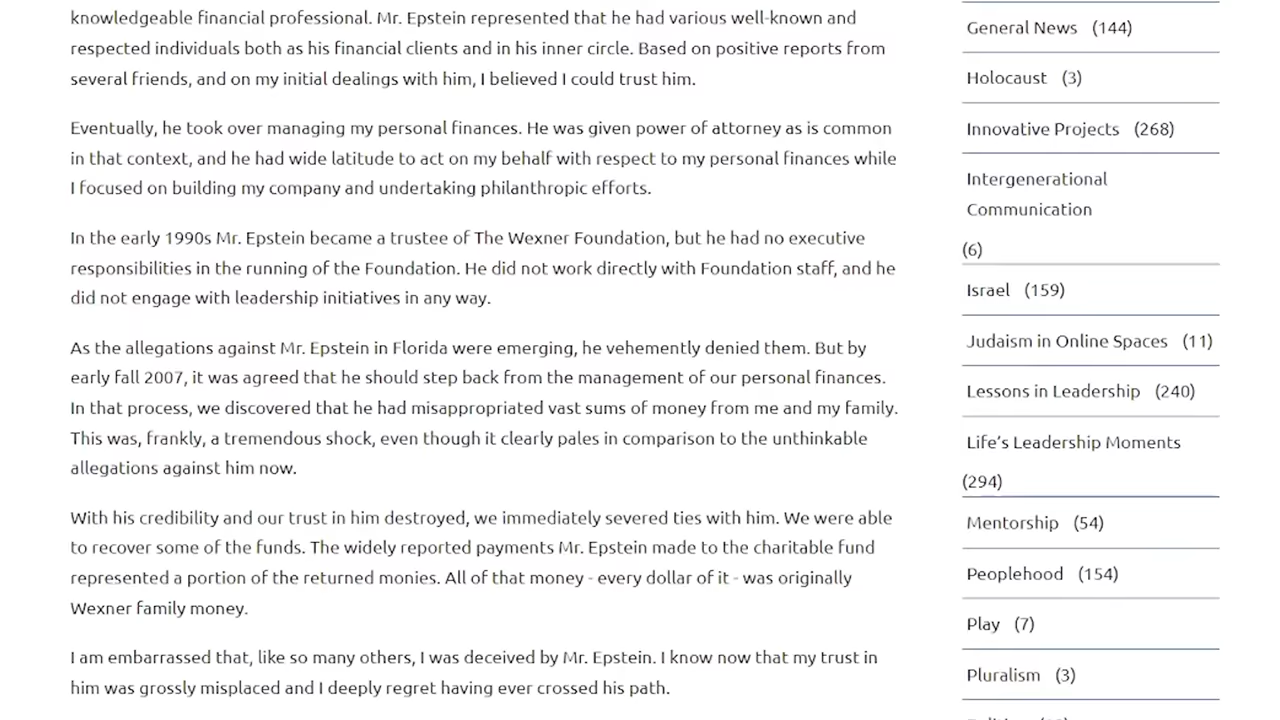 knowledgeable financial professional. Mr. Epstein represented that he had various well-known and
respected individuals both as his financial clients and in his inner circle. Based on positive reports from
several friends, and on my initial dealings with him, I believed I could trust him.
Eventually, he took over managing my personal finances. He was given power of attorney as is common
in that context, and he had wide latitude to act on my behalf with respect to my personal finances while
I focused on building my company and undertaking philanthropic efforts.
In the early 1990s Mr. Epstein became a trustee of The Wexner Foundation, but he had no executive
responsibilities in the running of the Foundation. He did not work directly with Foundation staff, and he
did not engage with leadership initiatives in any way.
As the allegations against Mr. Epstein in Florida were emerging, he vehemently denied them. But by
early fall 2007, it was agreed that he should step back from the management of our personal finances.
In that process, we discovered that he had misappropriated vast sums of money from me and my family.
This was, frankly, a tremendous shock, even though it clearly pales in comparison to the unthinkable
allegations against him now.
With his credibility and our trust in him destroyed, we immediately severed ties with him. We were able
to recover some of the funds. The widely reported payments Mr. Epstein made to the charitable fund
represented a portion of the returned monies. All of that money - every dollar of it - was originally
Wexner family money.
I am embarrassed that, like so many others, I was deceived by Mr. Epstein. I know now that my trust in
him was grossly misplaced and I deeply regret having ever crossed his path.
General News (144)
Holocaust (3)
Innovative Projects (268)
Intergenerational
Communication
(6)
Israel (159)
Judaism in Online Spaces (11)
Lessons in Leadership (240)
Life's Leadership Moments
(294)
Mentorship (54)
Peoplehood (154)
Play (7)
Pluralism (3)